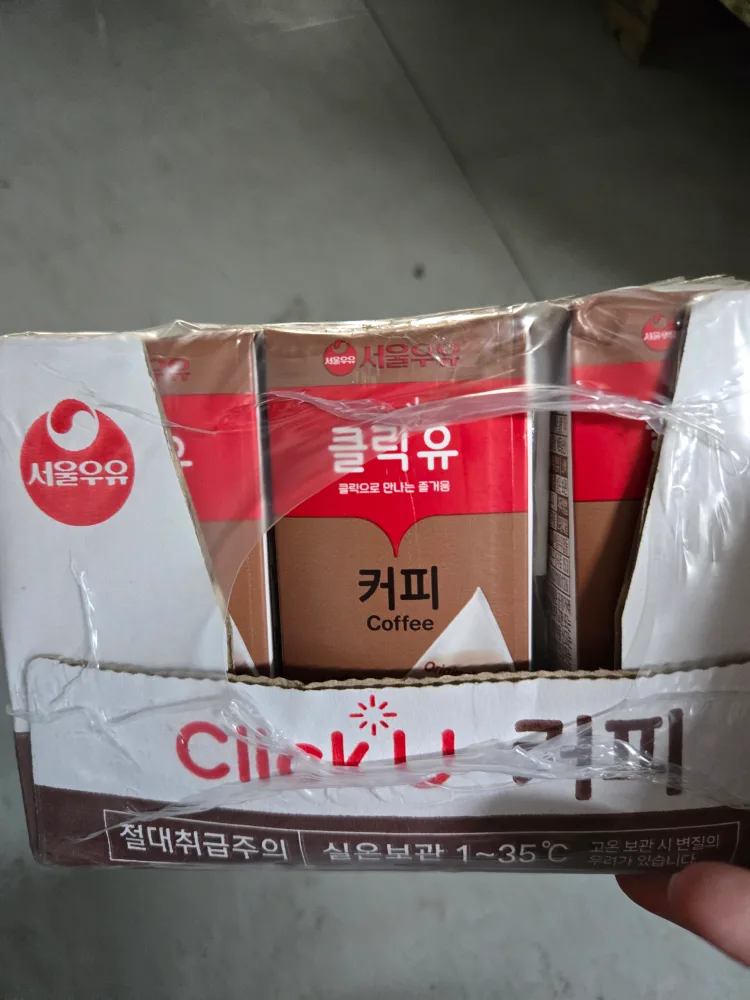 서울우유
서울우유 서울우유
클릭유
클릭으로 만나는 즐거움
커피
Coffee
Click U 커피
절대취급주의 실온보관 1~35℃ 고온 보관 시 변질의
우려가 있습니다